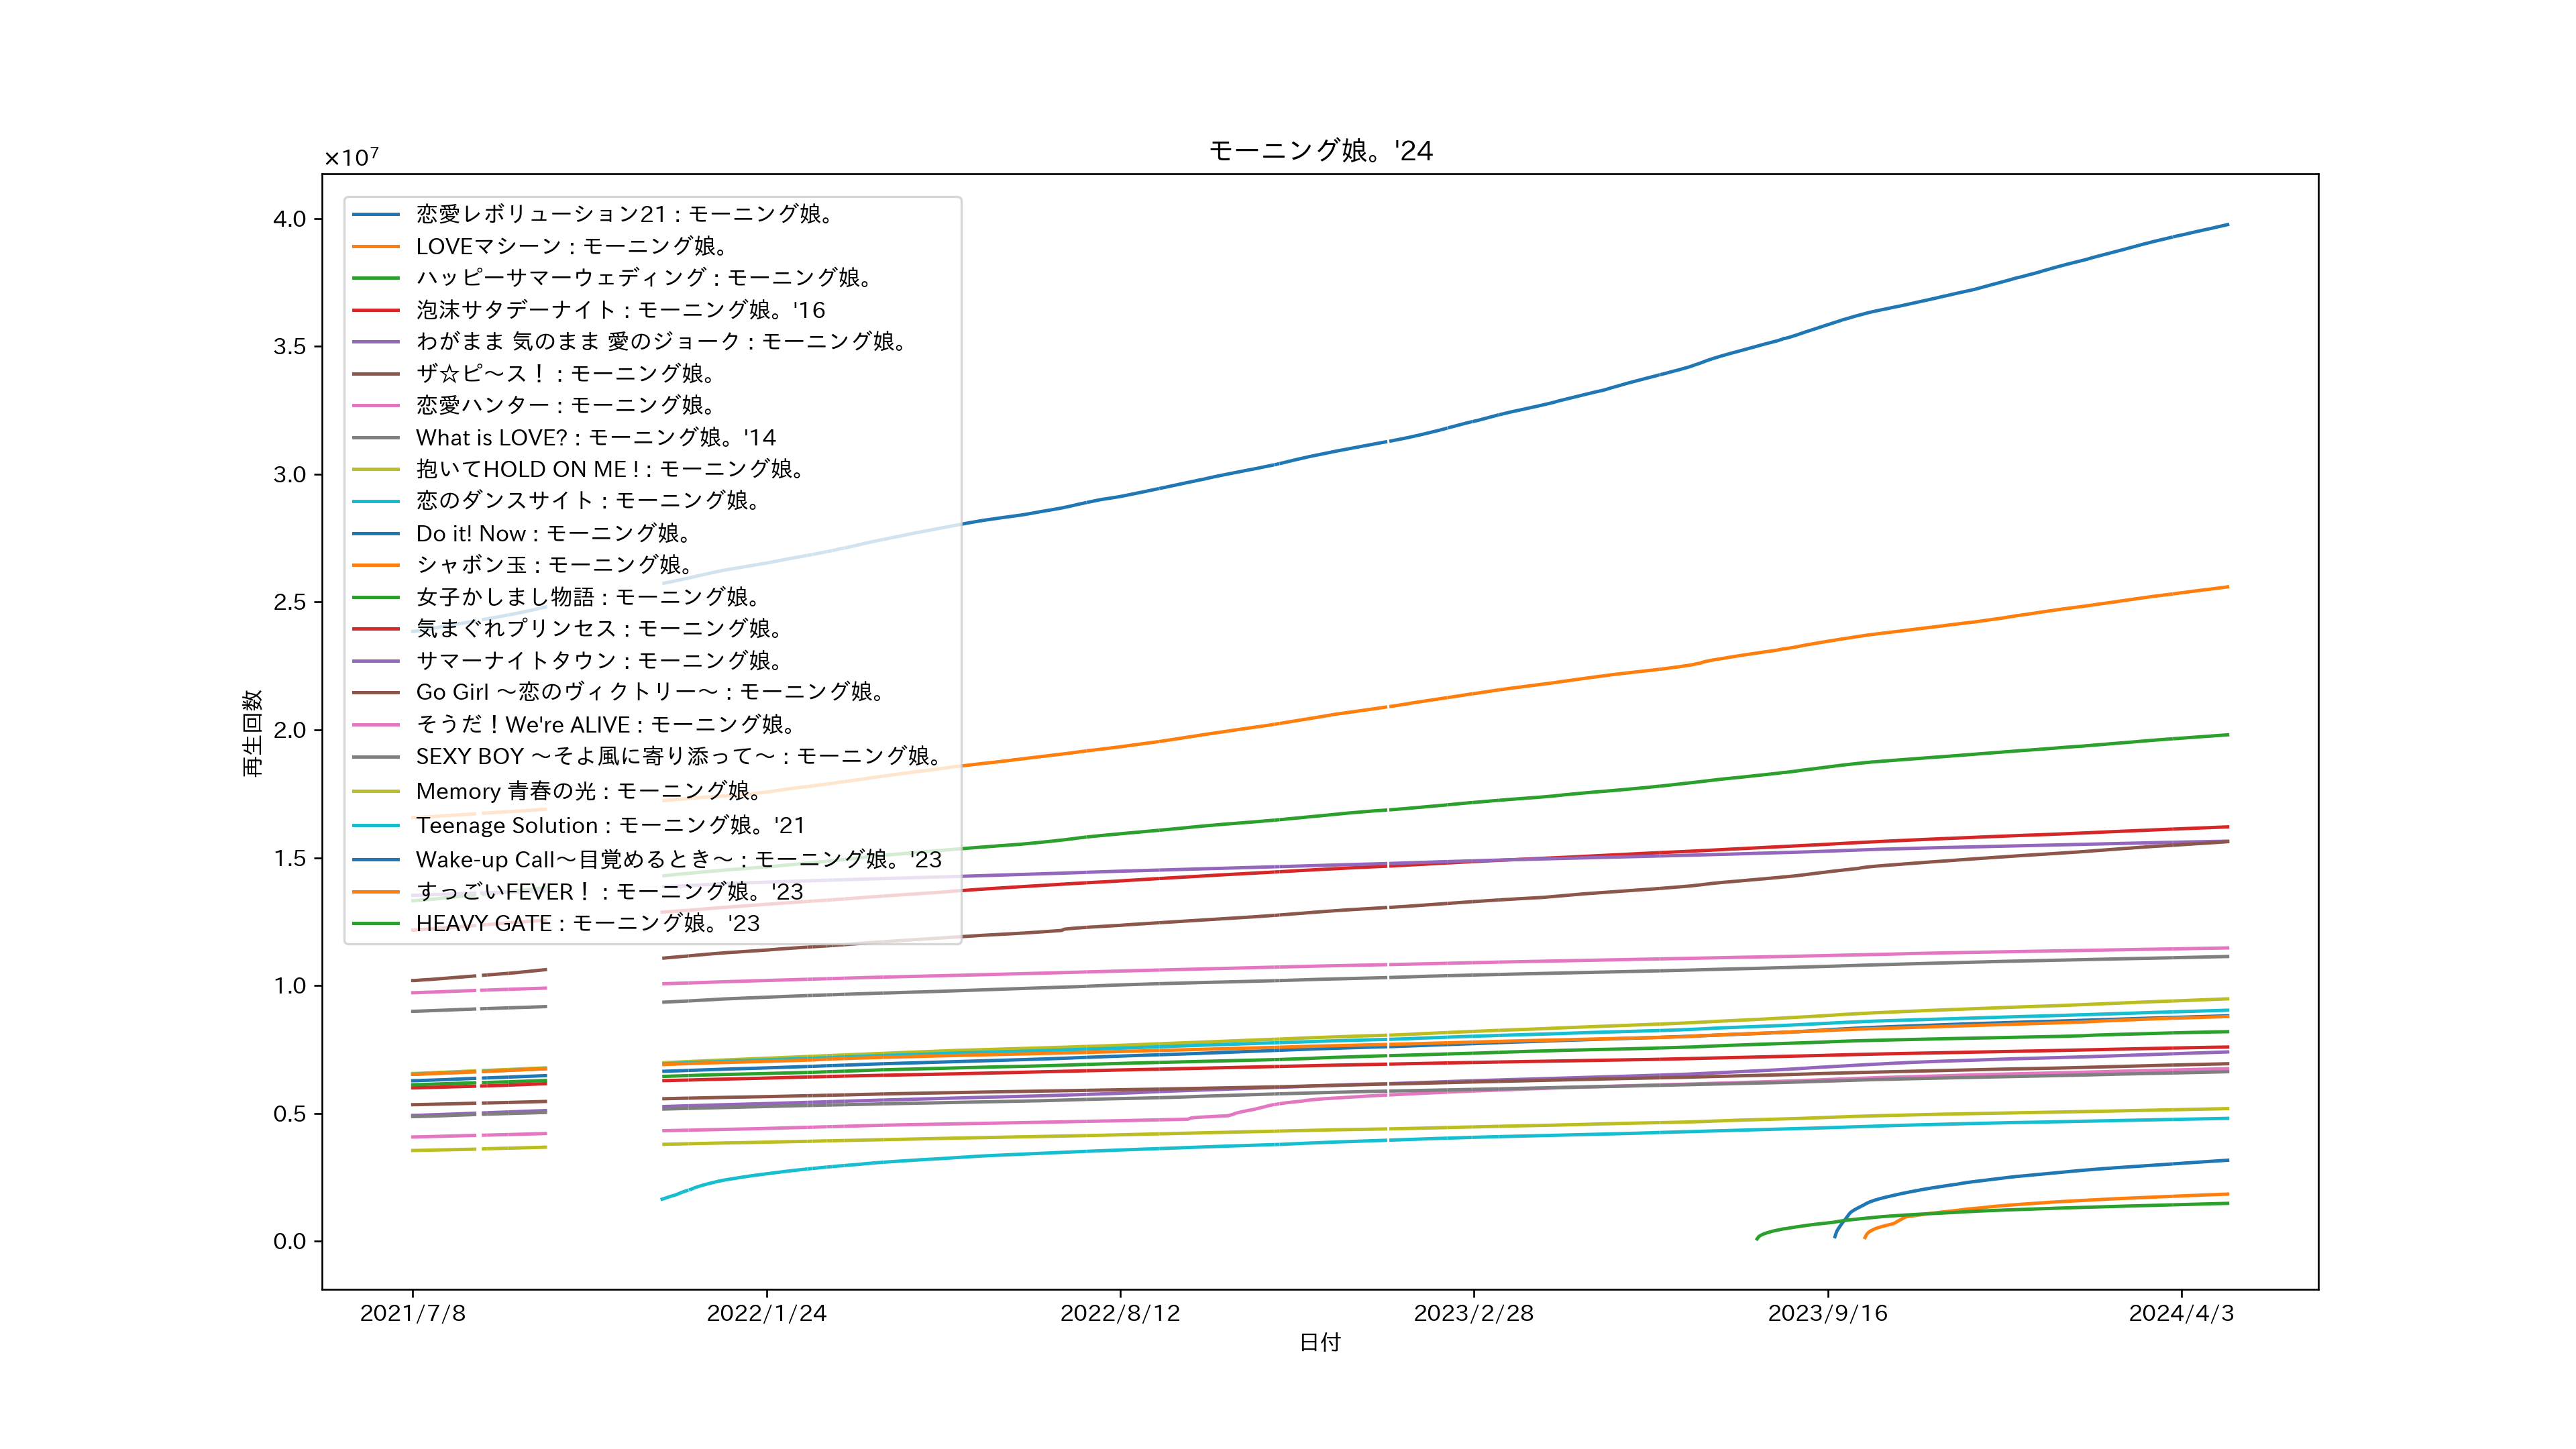 モーニング娘。'24
×10⁷
4.0
3.5
3.0
2.5
2.0
1.5
1.0
0.5
0.0
再生回数
恋愛レボリューション21 : モーニング娘。
LOVEマシーン : モーニング娘。
ハッピーサマーウェディング : モーニング娘。
泡沫サタデーナイト : モーニング娘。'16
わがまま 気のまま 愛のジョーク : モーニング娘。
ザ☆ピ～ス！ : モーニング娘。
恋愛ハンター : モーニング娘。
What is LOVE? : モーニング娘。'14
抱いてHOLD ON ME ! : モーニング娘。
恋のダンスサイト : モーニング娘。
Do it! Now : モーニング娘。
シャボン玉 : モーニング娘。
女子かしまし物語 : モーニング娘。
気まぐれプリンセス : モーニング娘。
サマーナイトタウン : モーニング娘。
Go Girl ～恋のヴィクトリー～ : モーニング娘。
そうだ！We're ALIVE : モーニング娘。
SEXY BOY ～そよ風に寄り添って～ : モーニング娘。
Memory 青春の光 : モーニング娘。
Teenage Solution : モーニング娘。'21
Wake-up Call～目覚めるとき～ : モーニング娘。'23
すっごいFEVER！ : モーニング娘。'23
HEAVY GATE : モーニング娘。'23
2021/7/8
2022/1/24
2022/8/12
2023/2/28
2023/9/16
2024/4/3
日付